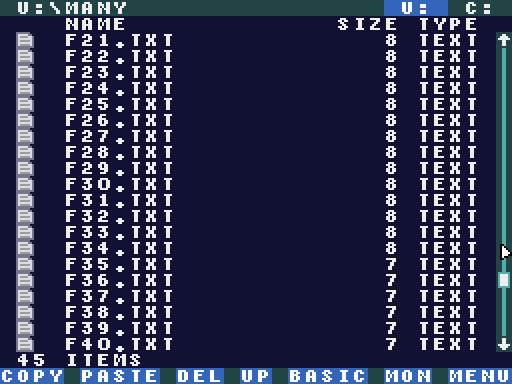 V:\MANY V: C:
NAME SIZE TYPE
F21.TXT 8 TEXT
F22.TXT 8 TEXT
F23.TXT 8 TEXT
F24.TXT 8 TEXT
F25.TXT 8 TEXT
F26.TXT 8 TEXT
F27.TXT 8 TEXT
F28.TXT 8 TEXT
F29.TXT 8 TEXT
F30.TXT 8 TEXT
F31.TXT 8 TEXT
F32.TXT 8 TEXT
F33.TXT 8 TEXT
F34.TXT 8 TEXT
F35.TXT 7 TEXT
F36.TXT 7 TEXT
F37.TXT 7 TEXT
F38.TXT 7 TEXT
F39.TXT 7 TEXT
F40.TXT 7 TEXT
45 ITEMS
COPY PASTE DEL UP BASIC MON MENU